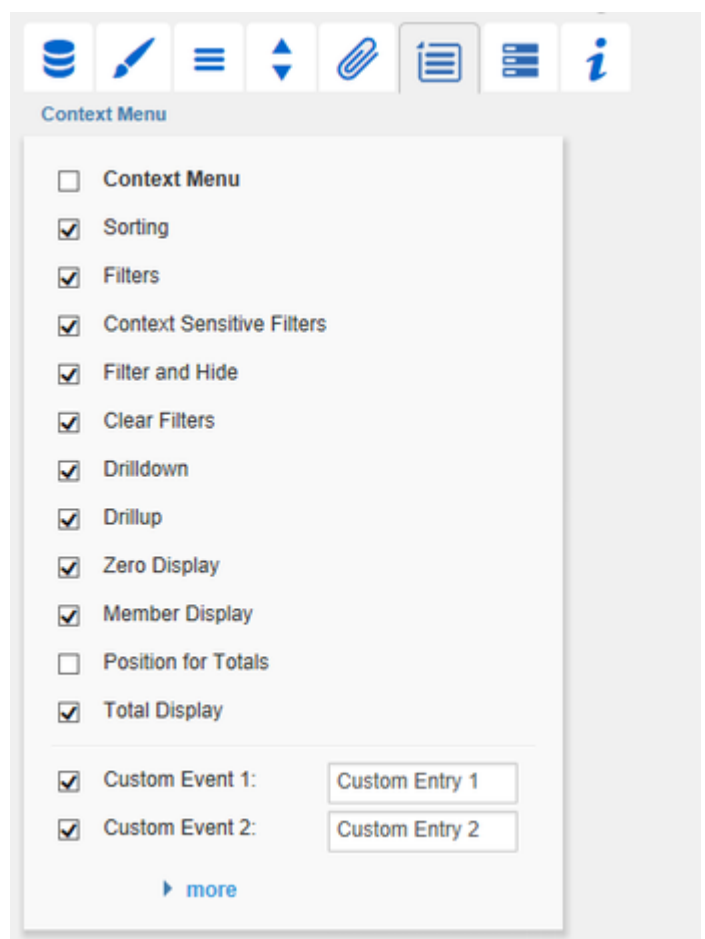 Context Menu
Context Menu
Sorting
Filters
Context Sensitive Filters
Filter and Hide
Clear Filters
Drilldown
Drillup
Zero Display
Member Display
Position for Totals
Total Display
Custom Event 1: Custom Entry 1
Custom Event 2: Custom Entry 2
more